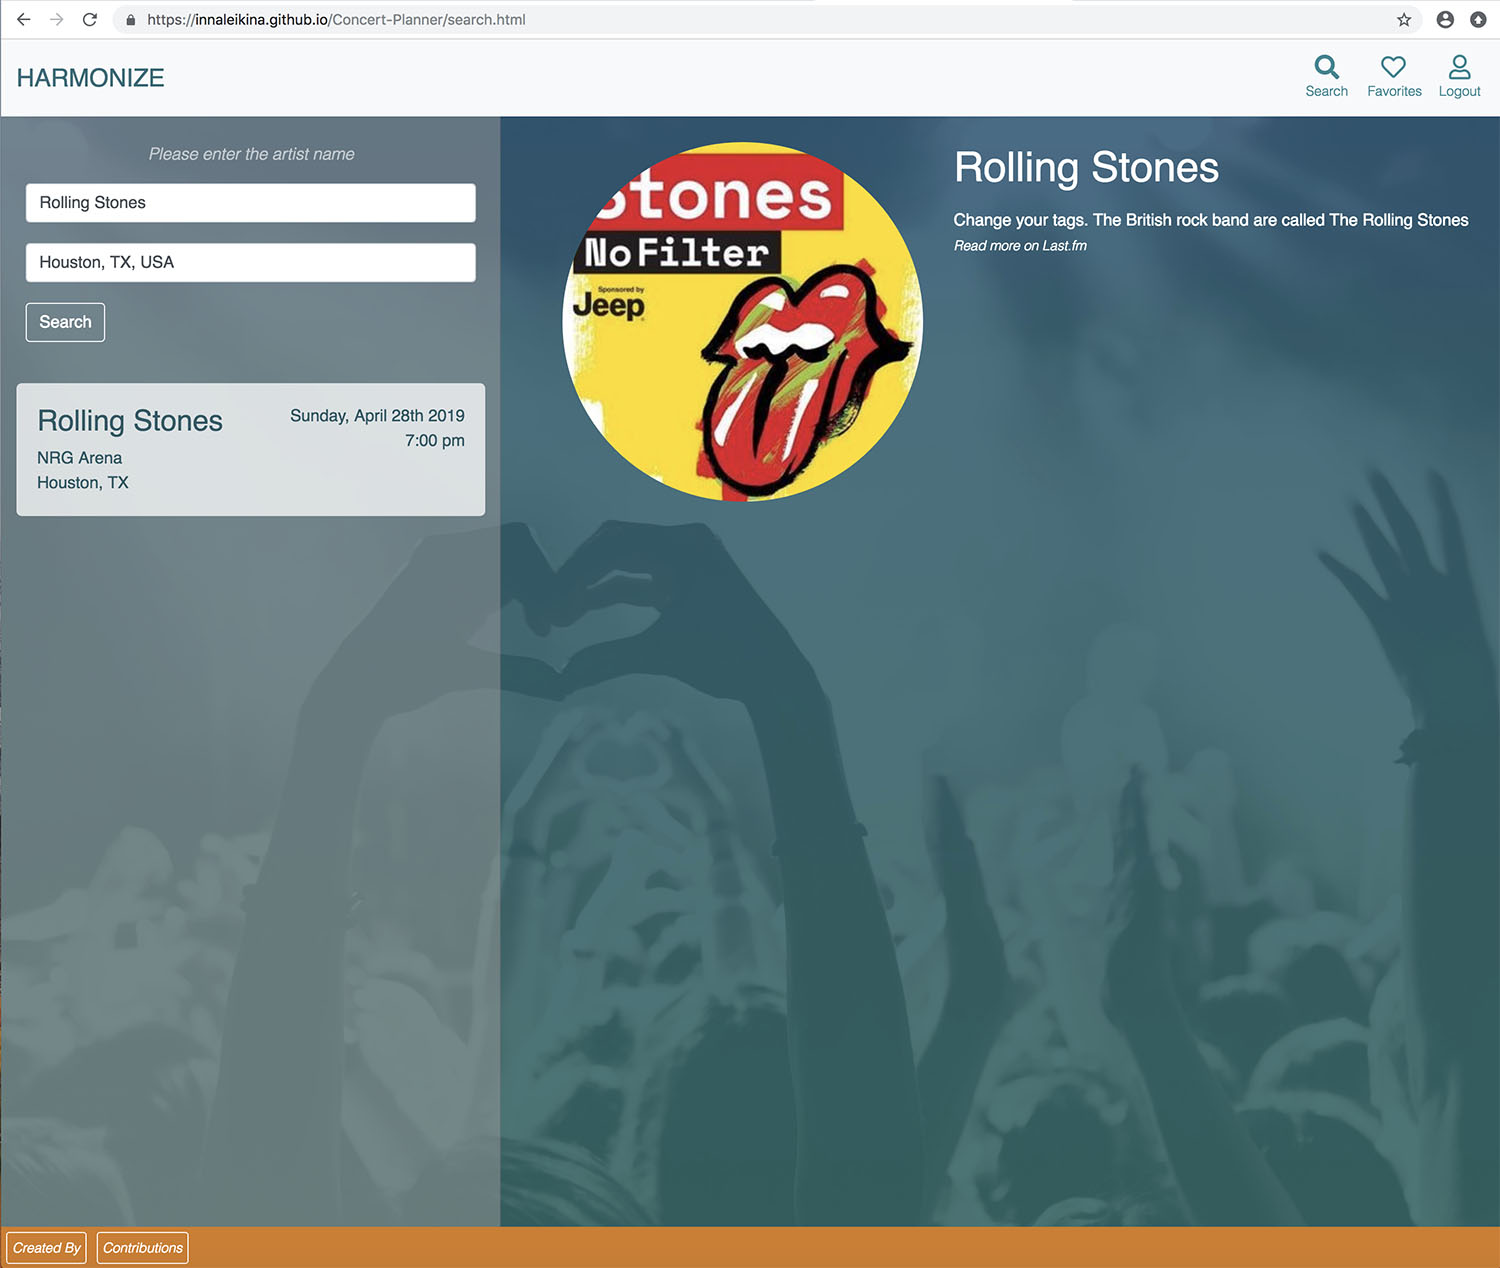 https://innaleikina.github.io/Concert-Planner/search.html
HARMONIZE
Search
Favorites
Logout
Please enter the artist name
Rolling Stones
Houston, TX, USA
Search
Rolling Stones
Sunday, April 28th 2019
7:00 pm
NRG Arena
Houston, TX
Stones
No Filter
Sponsored by
Jeep
Rolling Stones
Change your tags. The British rock band are called The Rolling Stones
Read more on Last.fm
Created By
Contributions